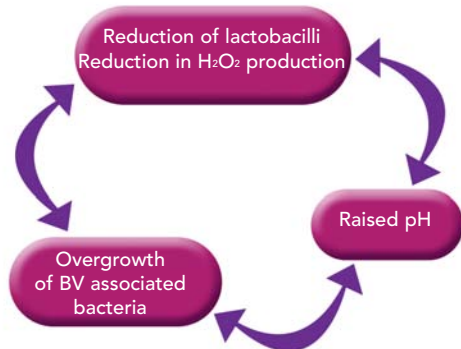 Reduction of lactobacilli
Reduction in H₂O₂ production
Raised pH
Overgrowth
of BV associated
bacteria